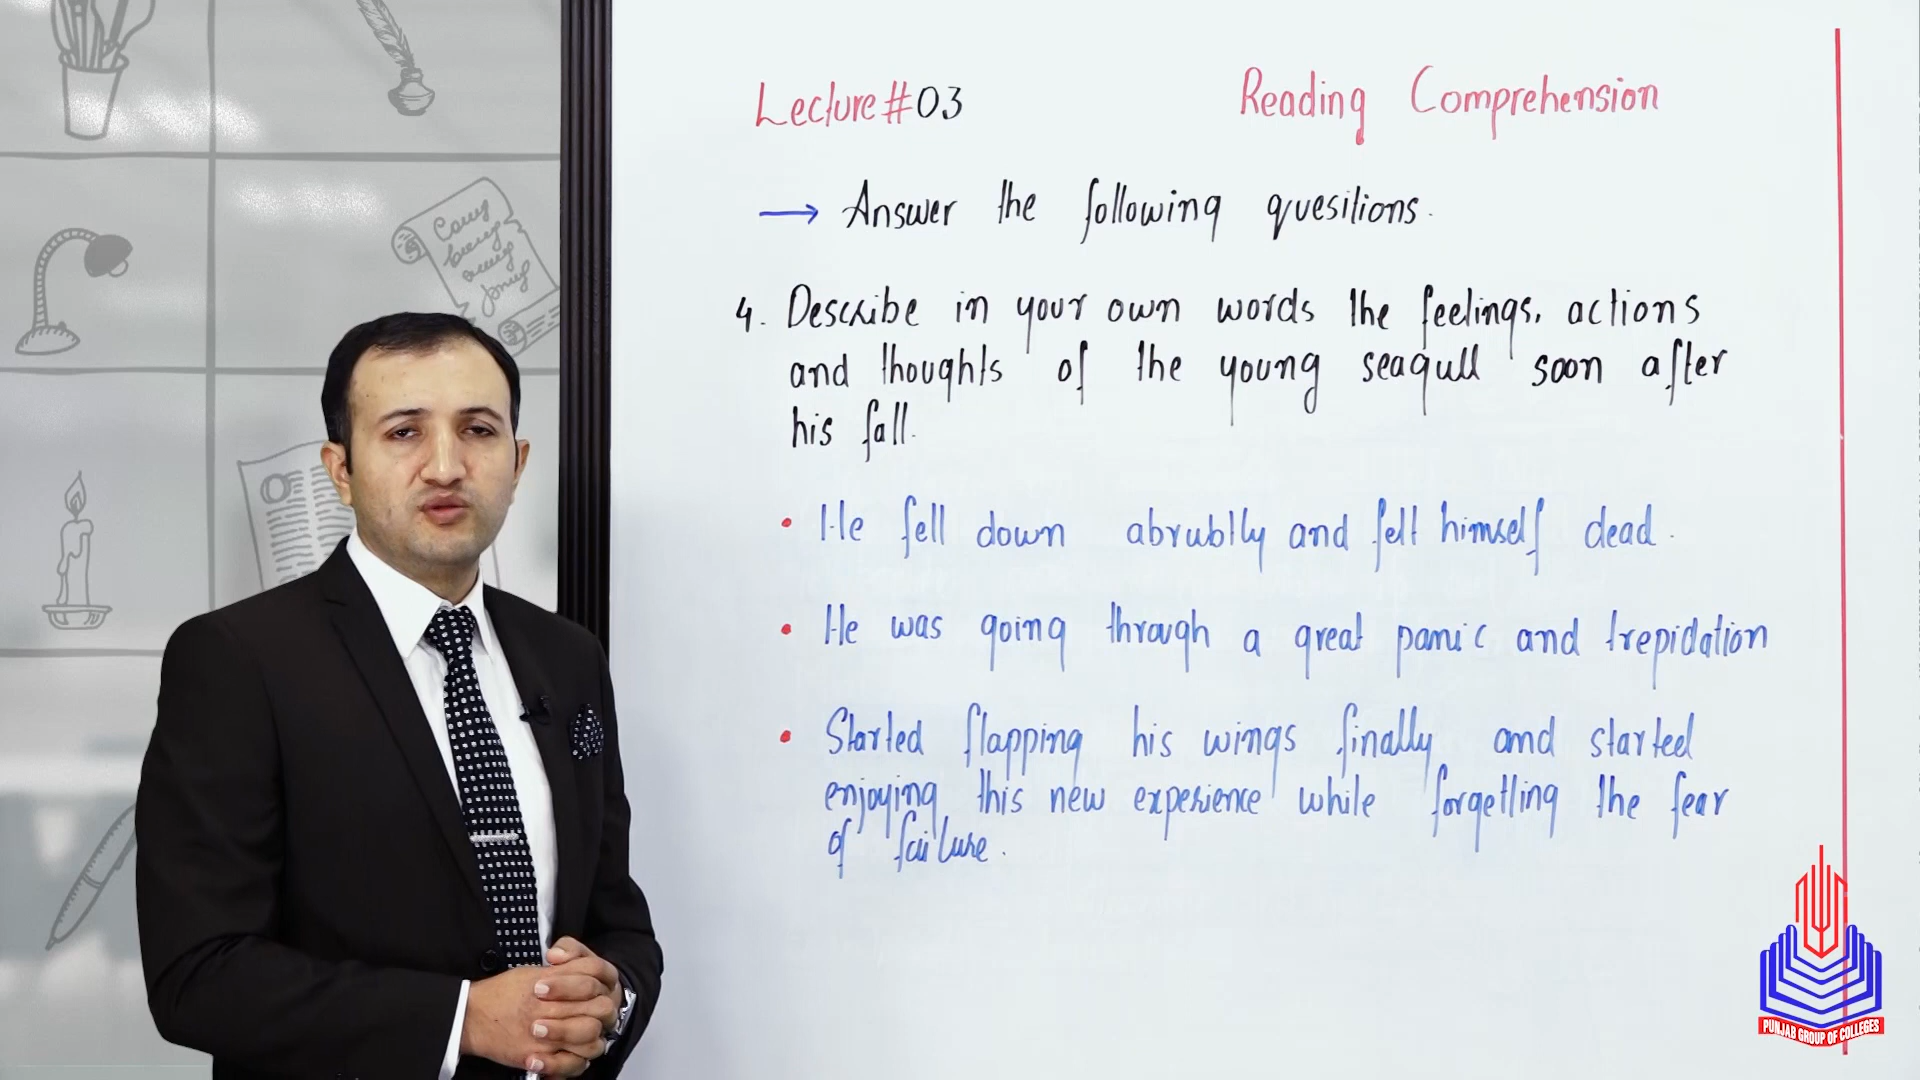 Lecture #03
Reading Comprehension
→ Answer the following quesitions.
4. Describe in your own words the feelings, actions
and thoughts of the young seagull soon after
his fall.
• He fell down abrubtly and felt himself dead.
• He was going through a great panic and trepidation
• Started flapping his wings finally and started
enjoying this new experience while forgetting the fear
of failure.
PUNJAB GROUP OF COLLEGES